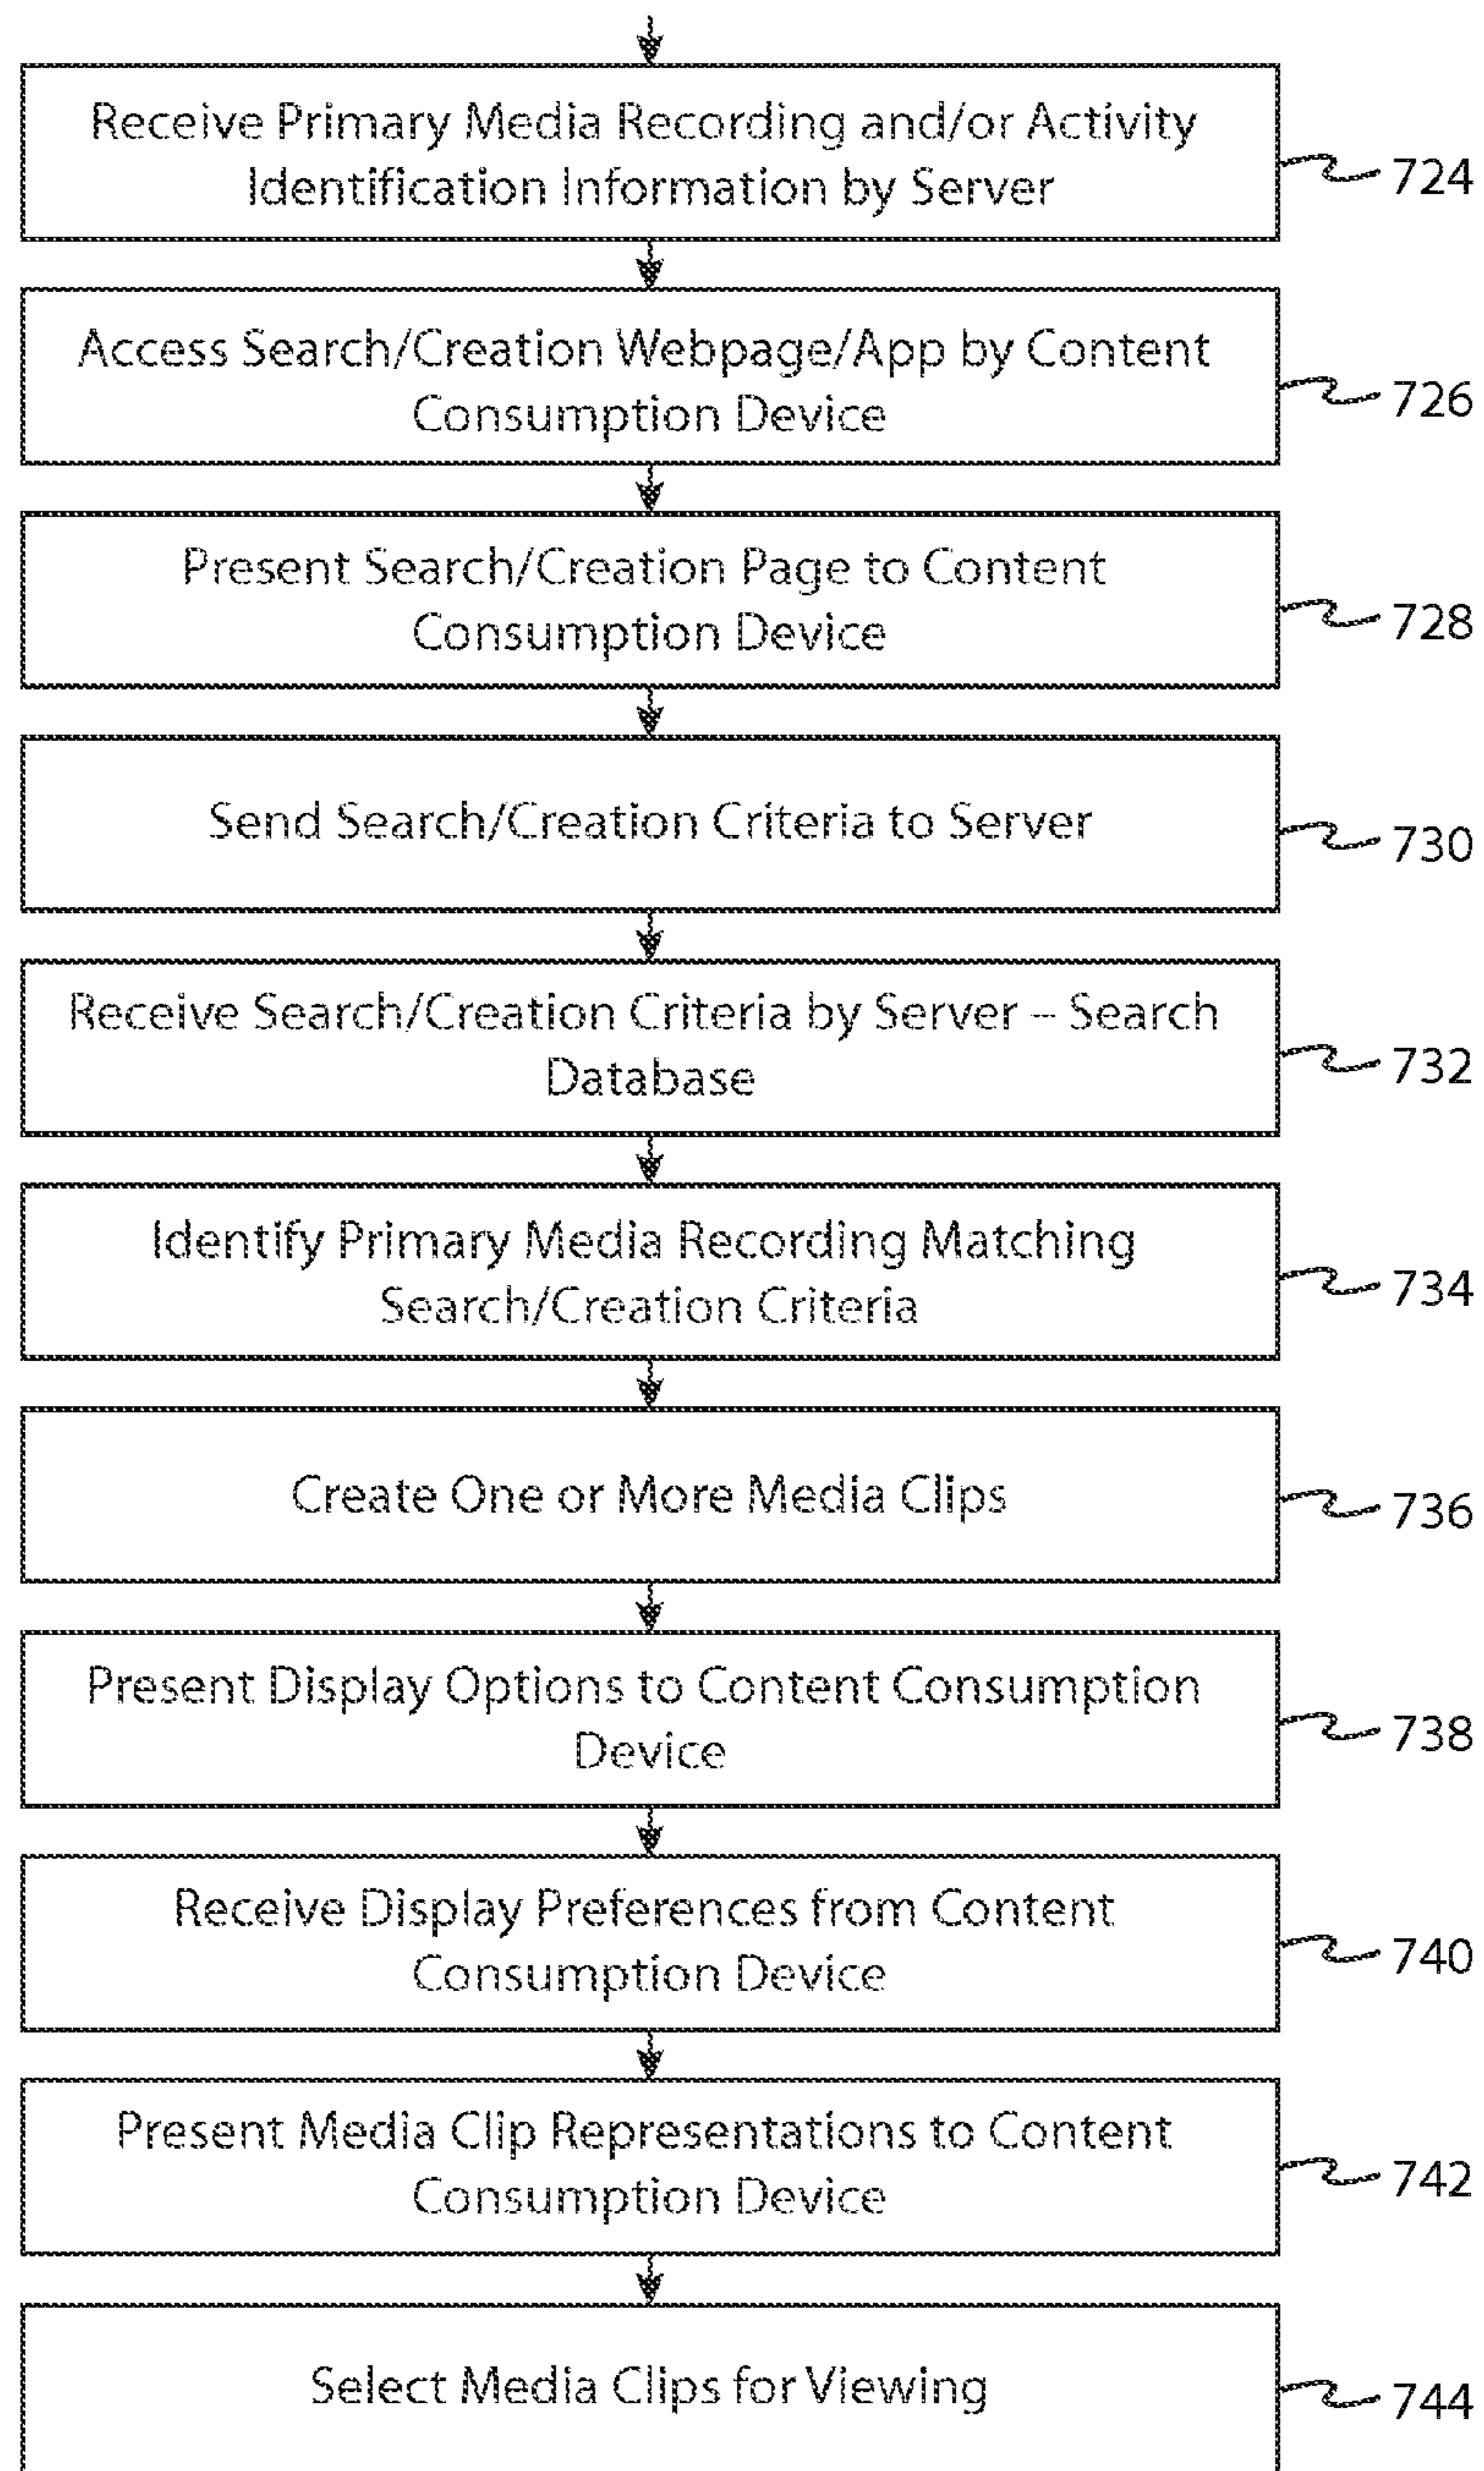 Receive Primary Media Recording and/or Activity
Identification Information by Server
724
Access Search/Creation Webpage/App by Content
Consumption Device
726
Present Search/Creation Page to Content
Consumption Device
728
Send Search/Creation Criteria to Server
730
Receive Search/Creation Criteria by Server – Search
Database
732
Identify Primary Media Recording Matching
Search/Creation Criteria
734
Create One or More Media Clips
736
Present Display Options to Content Consumption
Device
738
Receive Display Preferences from Content
Consumption Device
740
Present Media Clip Representations to Content
Consumption Device
742
Select Media Clips for Viewing
744